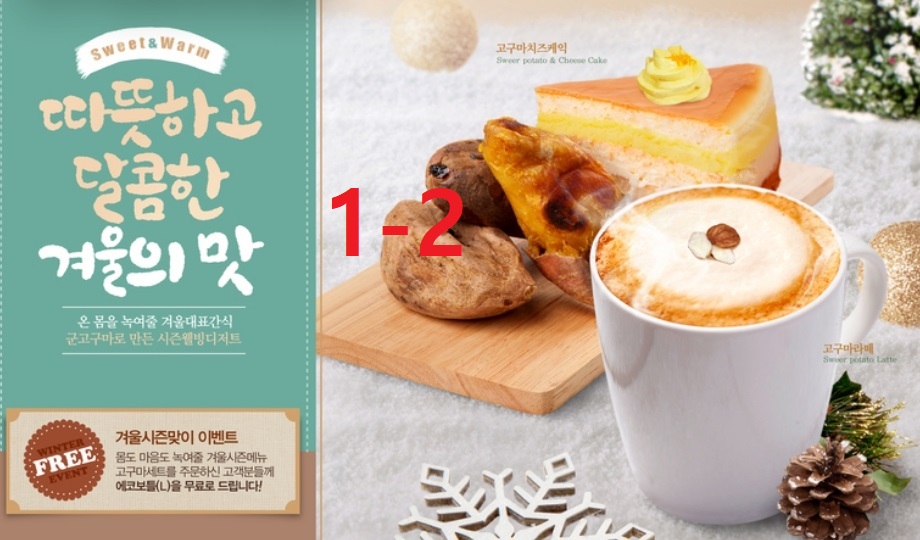 Sweet&Warm
따뜻하고
달콤한
겨울의 맛
온 몸을 녹여줄 겨울대표간식
군고구마로 만든 시즌웰빙디저트
WINTER
FREE
EVENT
겨울시즌맞이 이벤트
몸도 마음도 녹여줄 겨울시즌메뉴
고구마세트를 주문하신 고객분들께
에코보틀(L)을 무료로 드립니다!
1-2
고구마치즈케익
Sweer potato & Cheese Cake
고구마라떼
Sweer potato Latte